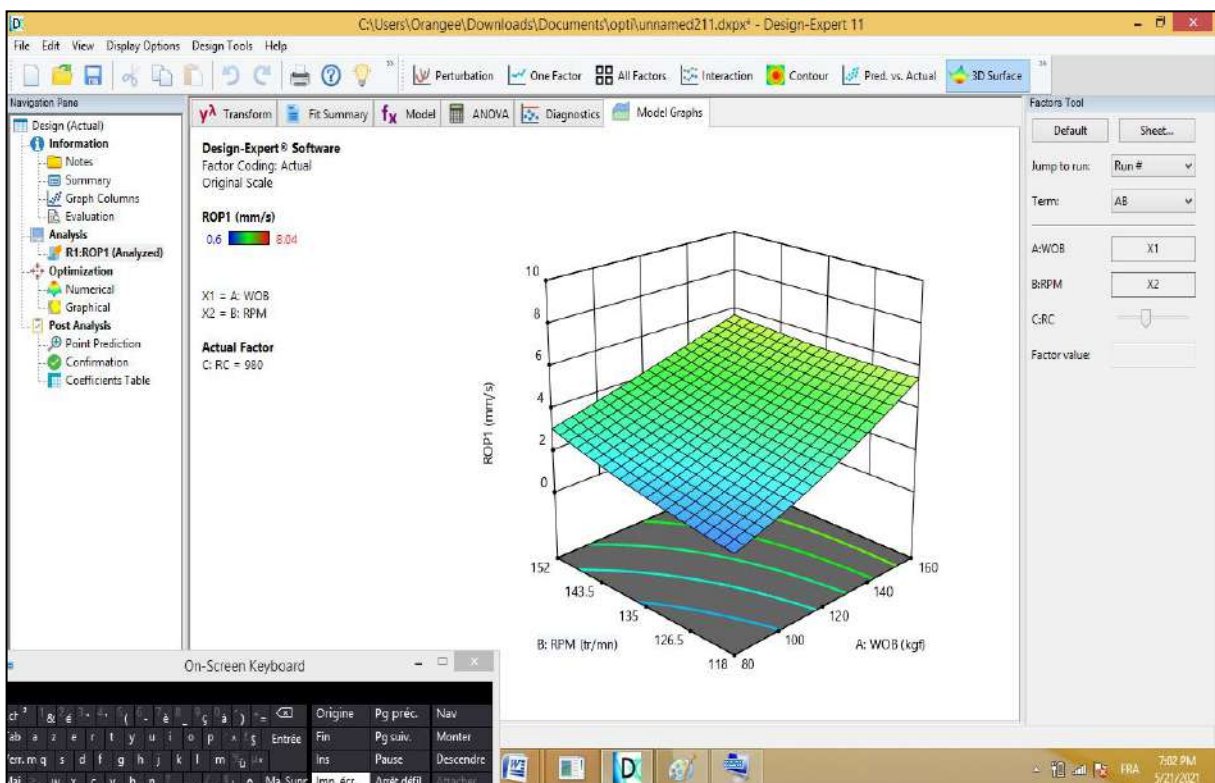 C:\Users\Orangee\Downloads\Documents\opti\unnamed211.dxpx* - Design-Expert 11
File Edit View Display Options Design Tools Help
Perturbation One Factor All Factors Interaction Contour Pred. vs. Actual 3D Surface
Navigation Pane
Design (Actual)
Information
Notes
Summary
Graph Columns
Evaluation
Analysis
R1:ROP1 (Analyzed)
Optimization
Numerical
Graphical
Post Analysis
Point Prediction
Confirmation
Coefficients Table
yλ Transform Fit Summary fx Model ANOVA Diagnostics Model Graphs
Design-Expert® Software
Factor Coding: Actual
Original Scale
ROP1 (mm/s)
0.6 8.04
X1 = A: WOB
X2 = B: RPM
Actual Factor
C: RC = 980
10
8
6
4
2
0
ROP1 (mm/s)
152
143.5
135
126.5
118
B: RPM (tr/mn)
80
100
120
140
160
A: WOB (kgf)
Factors Tool
Default Sheet...
Jump to run: Run #
Term: AB
A:WOB X1
B:RPM X2
C:RC
Factor value:
On-Screen Keyboard
Origine Pg préc. Nav
a z e r t y u i o p Entrée Fin Pg suiv. Monter
q s d f g h j k l m ù Ins Pause Descendre
w x c v b n Ma Supr Imp. écr. Arrêt défil Attacher
FRA
7:02 PM
5/21/2021